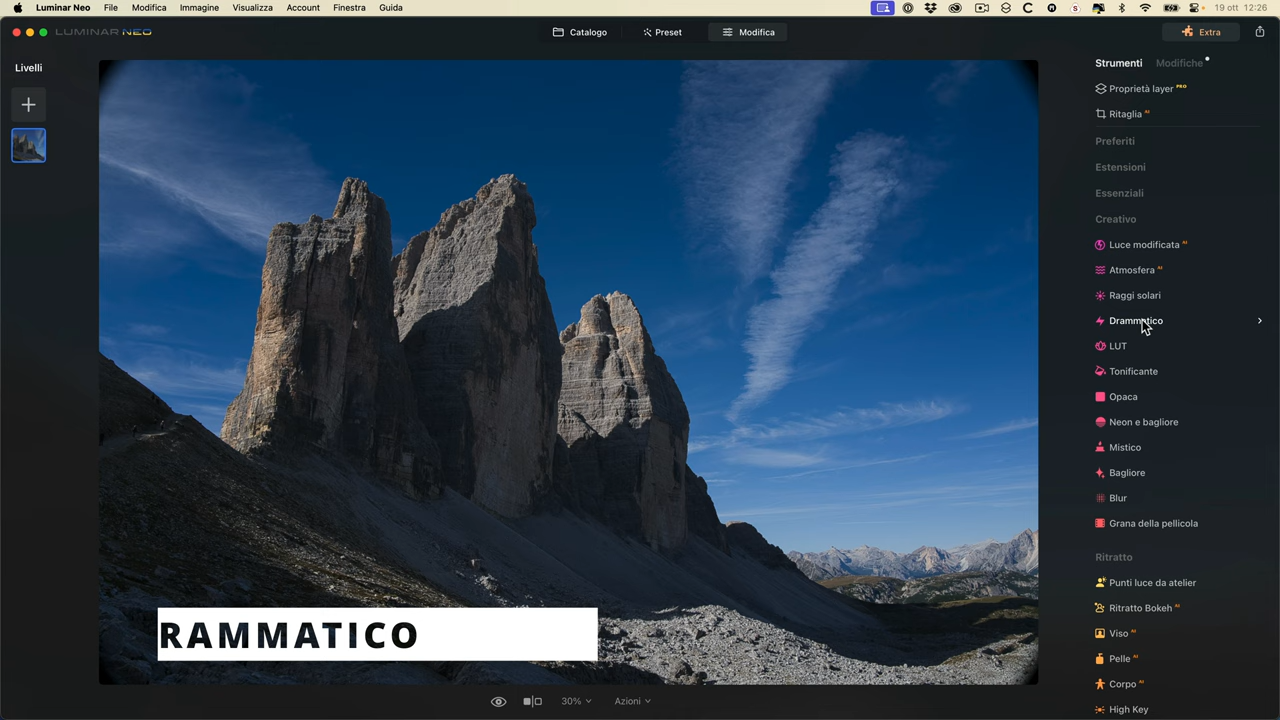 Luminar Neo File Modifica Immagine Visualizza Account Finestra Guida
19 ott 12:26
LUMINAR NEO
Catalogo Preset Modifica
Extra
Livelli
Strumenti Modifiche
Proprietà layer PRO
Ritaglia AI
Preferiti
Estensioni
Essenziali
Creativo
Luce modificata AI
Atmosfera AI
Raggi solari
Drammatico
LUT
Tonificante
Opaca
Neon e bagliore
Mistico
Bagliore
Blur
Grana della pellicola
Ritratto
Punti luce da atelier
Ritratto Bokeh AI
Viso AI
Pelle AI
Corpo AI
High Key
RAMMATICO
30% Azioni